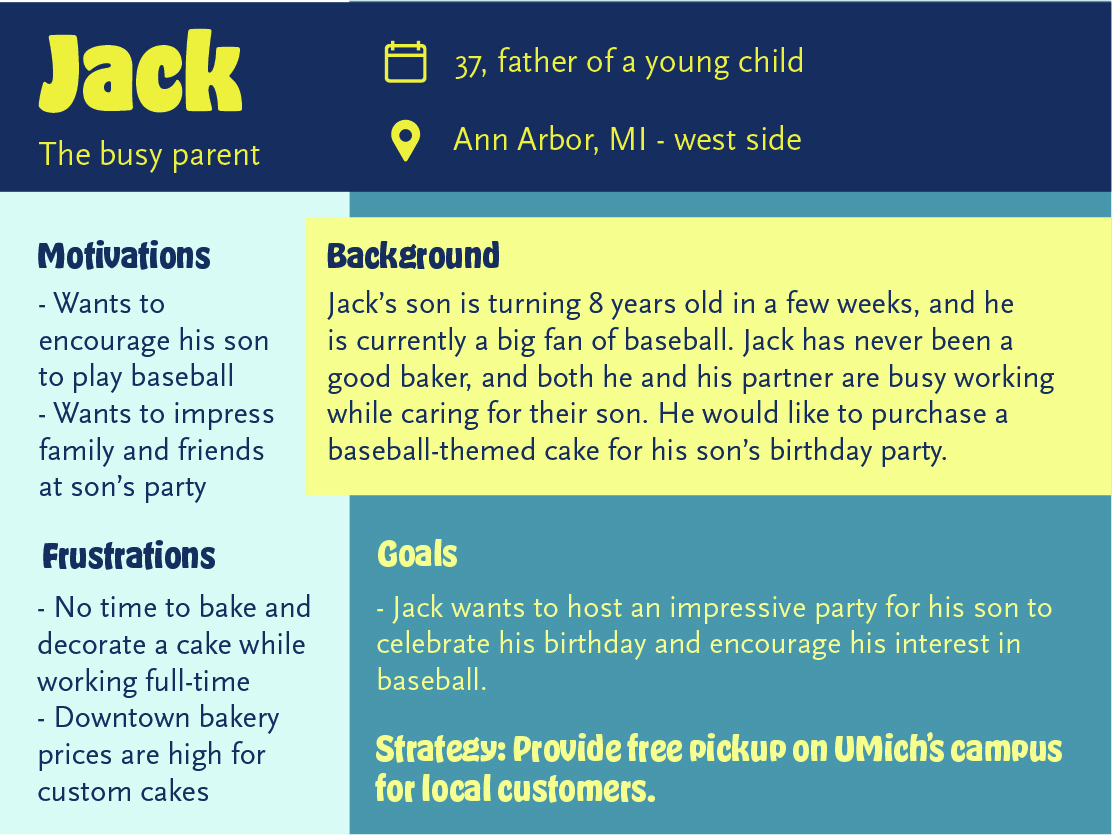 Jack
The busy parent
37, father of a young child
Ann Arbor, MI - west side
Motivations
- Wants to
encourage his son
to play baseball
- Wants to impress
family and friends
at son's party
Frustrations
- No time to bake and
decorate a cake while
working full-time
- Downtown bakery
prices are high for
custom cakes
Background
Jack's son is turning 8 years old in a few weeks, and he
is currently a big fan of baseball. Jack has never been a
good baker, and both he and his partner are busy working
while caring for their son. He would like to purchase a
baseball-themed cake for his son's birthday party.
Goals
- Jack wants to host an impressive party for his son to
celebrate his birthday and encourage his interest in
baseball.
Strategy: Provide free pickup on UMich's campus
for local customers.